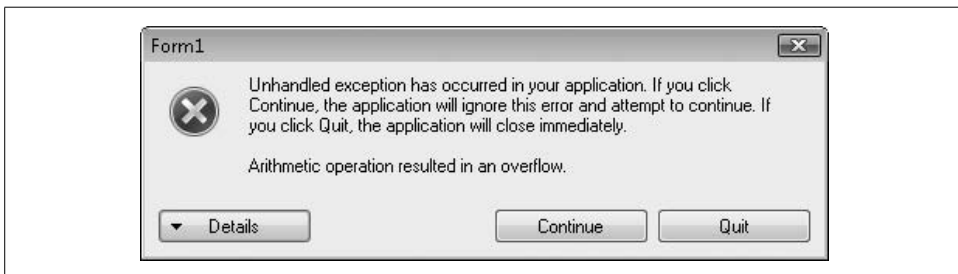 Form1
Unhandled exception has occurred in your application. If you click
Continue, the application will ignore this error and attempt to continue. If
you click Quit, the application will close immediately.
Arithmetic operation resulted in an overflow.
Details
Continue
Quit